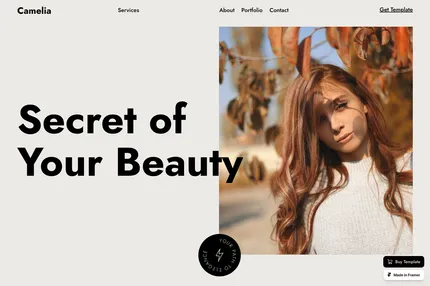 Camelia
Services
About
Portfolio
Contact
Get Template
Secret of
Your Beauty
YOUR PATH TO ELEGANCE
Buy Template
Made in Framer